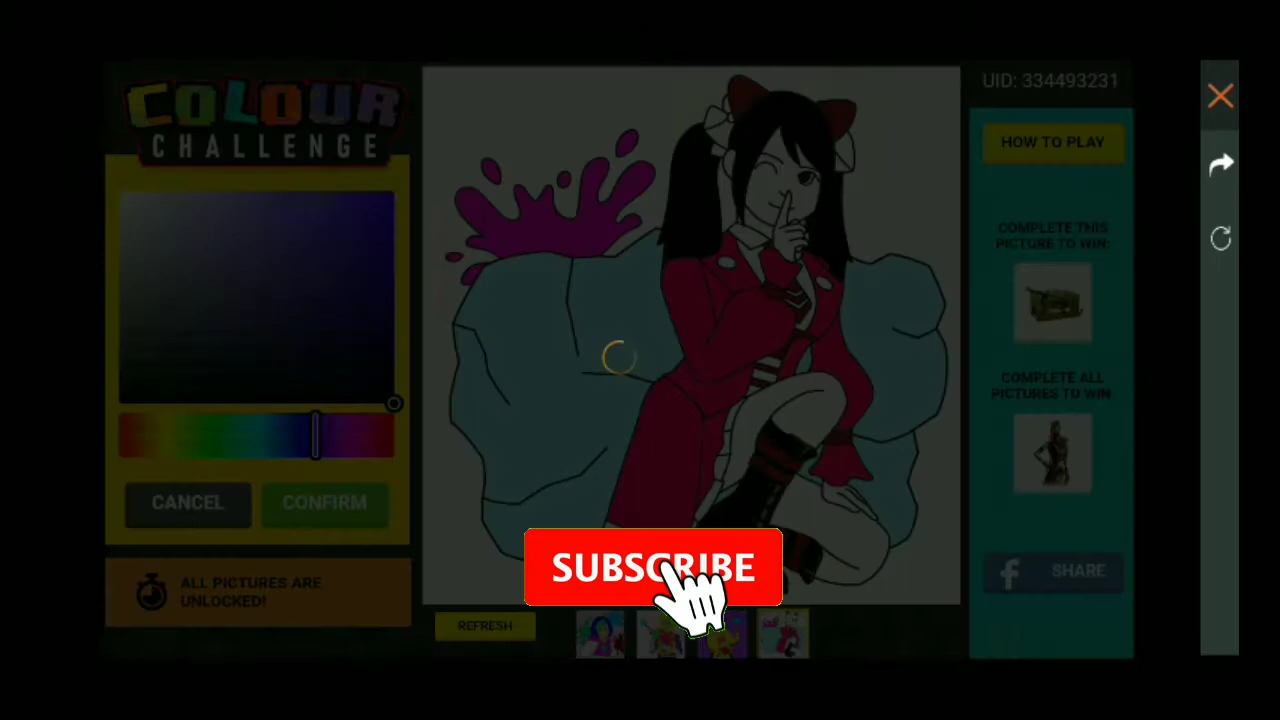 COLOUR
CHALLENGE
UID: 334493231
HOW TO PLAY
COMPLETE THIS
PICTURE TO WIN:
COMPLETE ALL
PICTURES TO WIN
CANCEL
CONFIRM
ALL PICTURES ARE
UNLOCKED!
SUBSCRIBE
f SHARE
REFRESH